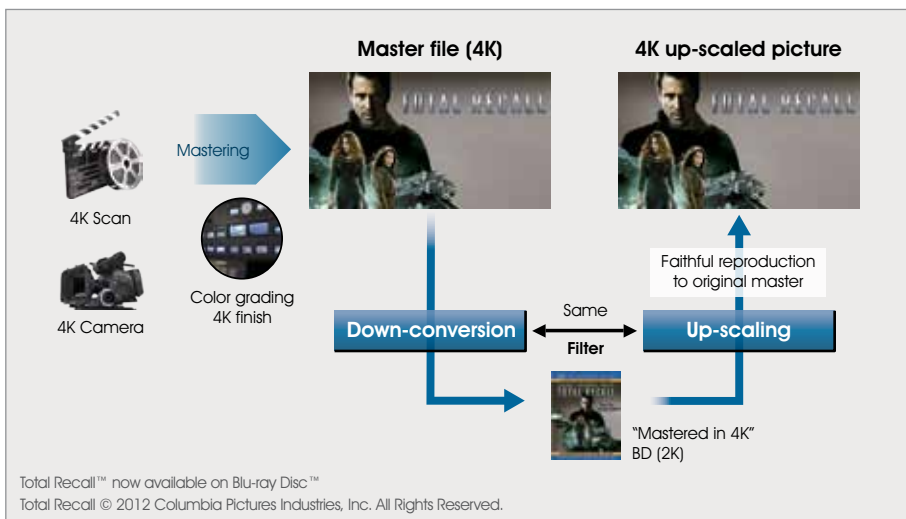 Master file (4K)
4K up-scaled picture
TOTAL RECALL
TOTAL RECALL
Mastering
4K Scan
4K Camera
Color grading
4K finish
Faithful reproduction
to original master
Down-conversion
Same
Filter
Up-scaling
TOTAL RECALL
"Mastered in 4K"
BD (2K)
Total Recall™ now available on Blu-ray Disc™
Total Recall © 2012 Columbia Pictures Industries, Inc. All Rights Reserved.